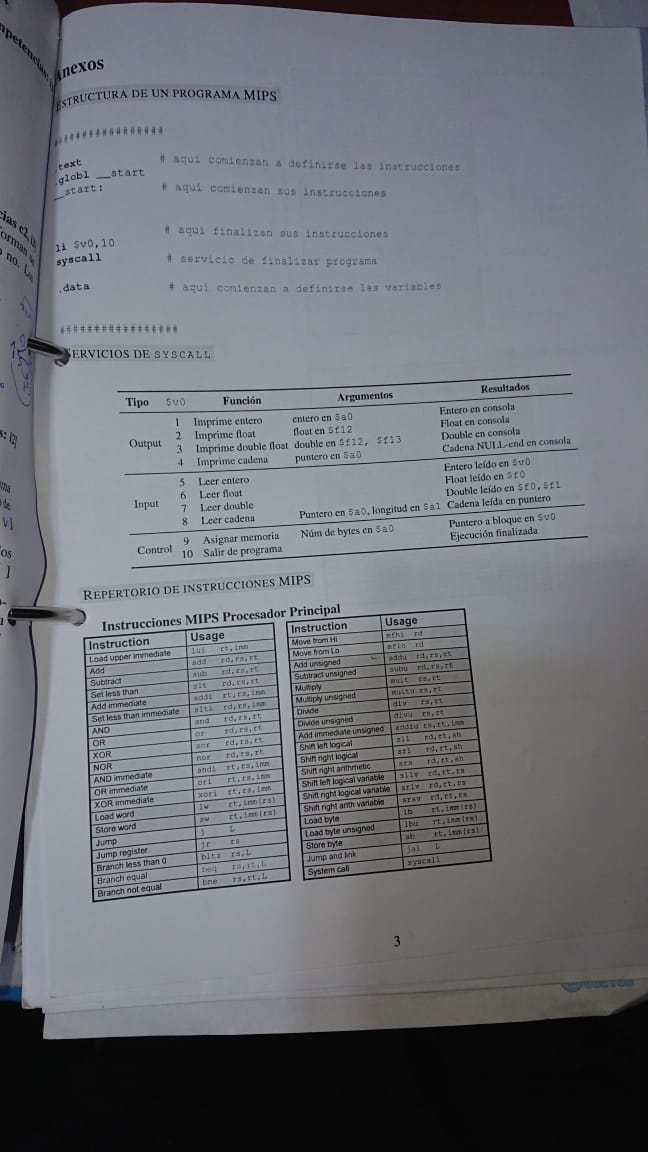 Anexos
ESTRUCTURA DE UN PROGRAMA MIPS
#################
.text # aquí comienzan a definirse las instrucciones
.globl __start
__start: # aquí comienzan sus instrucciones
# aquí finalizan sus instrucciones
li $v0,10
syscall # servicio de finalizar programa
.data # aquí comienzan a definirse las variables
#################
SERVICIOS DE SYSCALL
Tipo $v0 Función Argumentos Resultados
Output 1 Imprime entero entero en $a0 Entero en consola
2 Imprime float float en $f12 Float en consola
3 Imprime double float double en $f12, $f13 Double en consola
4 Imprime cadena puntero en $a0 Cadena NULL-end en consola
Input 5 Leer entero Entero leído en $v0
6 Leer float Float leído en $f0
7 Leer double Double leído en $f0,$f1
8 Leer cadena Puntero en $a0, longitud en $a1 Cadena leída en puntero
Control 9 Asignar memoria Núm de bytes en $a0 Puntero a bloque en $v0
10 Salir de programa Ejecución finalizada
REPERTORIO DE INSTRUCCIONES MIPS
Instrucciones MIPS Procesador Principal
Instruction Usage
Load upper immediate lui rt,imm
Add add rd,rs,rt
Subtract sub rd,rs,rt
Set less than slt rd,rs,rt
Add immediate addi rt,rs,imm
Set less than immediate slti rd,rs,imm
AND and rd,rs,rt
OR or rd,rs,rt
XOR xor rd,rs,rt
NOR nor rd,rs,rt
AND immediate andi rt,rs,imm
OR immediate ori rt,rs,imm
XOR immediate xori rt,rs,imm
Load word lw rt,imm(rs)
Store word sw rt,imm(rs)
Jump j L
Jump register jr rs
Branch less than 0 bltz rs,L
Branch equal beq rs,rt,L
Branch not equal bne rs,rt,L
Instruction Usage
Move from Hi mfhi rd
Move from Lo mflo rd
Add unsigned addu rd,rs,rt
Subtract unsigned subu rd,rs,rt
Multiply mult rs,rt
Multiply unsigned multu rs,rt
Divide div rs,rt
Divide unsigned divu rs,rt
Add immediate unsigned addiu rs,rt,imm
Shift left logical sll rd,rt,sh
Shift right logical srl rd,rt,sh
Shift right arithmetic sra rd,rt,sh
Shift left logical variable sllv rd,rt,rs
Shift right logical variable srlv rd,rt,rs
Shift right arith variable srav rd,rt,rs
Load byte lb rt,imm(rs)
Load byte unsigned lbu rt,imm(rs)
Store byte sb rt,imm(rs)
Jump and link jal L
System call syscall
3